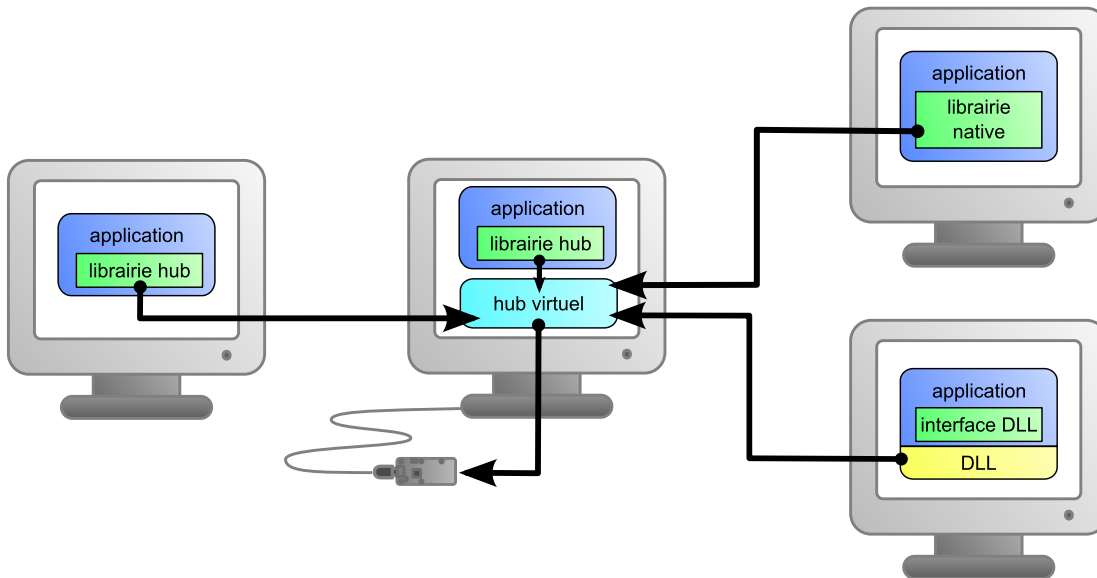 application
librairie hub
application
librairie hub
hub virtuel
application
librairie
native
application
interface DLL
DLL